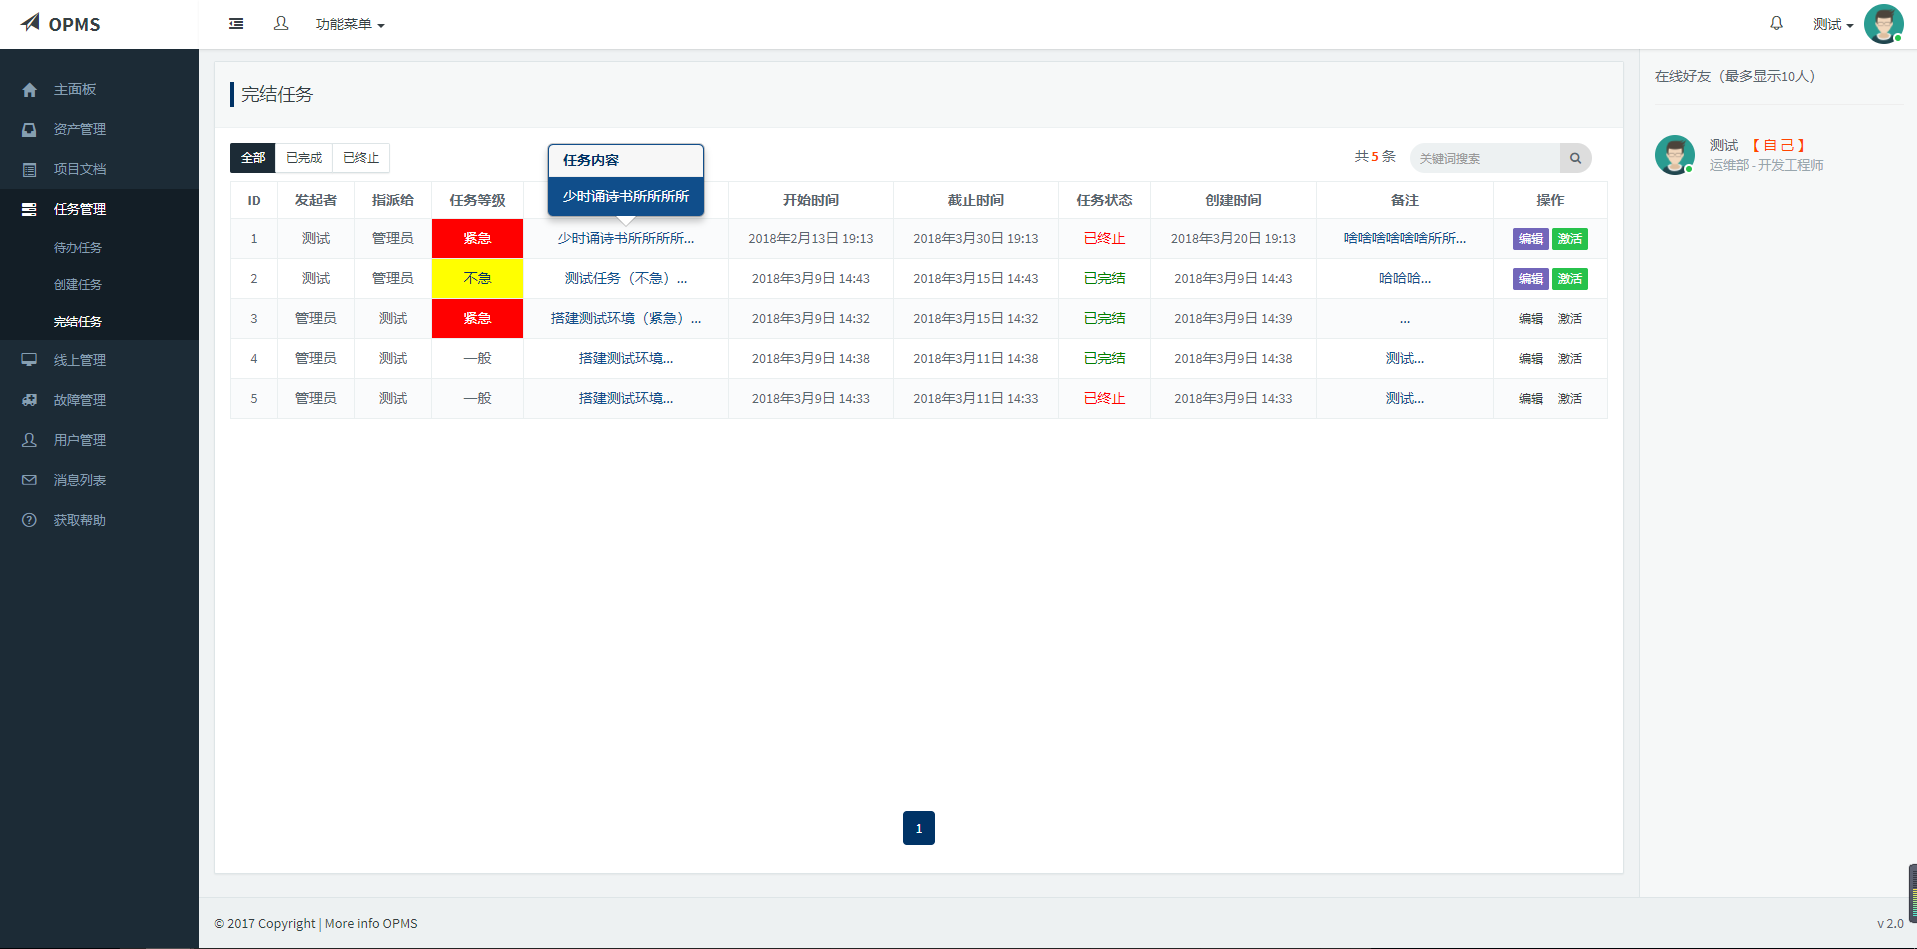 OPMS
功能菜单
测试
主面板
资产管理
项目文档
任务管理
待办任务
创建任务
完结任务
线上管理
故障管理
用户管理
消息列表
获取帮助
完结任务
全部 已完成 已终止
任务内容
少时诵诗书所所所所
共 5 条 关键词搜索
ID 发起者 指派给 任务等级 开始时间 截止时间 任务状态 创建时间 备注 操作
1 测试 管理员 紧急 少时诵诗书所所所所... 2018年2月13日 19:13 2018年3月30日 19:13 已终止 2018年3月20日 19:13 啥啥啥啥啥啥所所... 编辑 激活
2 测试 管理员 不急 测试任务（不急）... 2018年3月9日 14:43 2018年3月15日 14:43 已完结 2018年3月9日 14:43 哈哈哈... 编辑 激活
3 管理员 测试 紧急 搭建测试环境（紧急）... 2018年3月9日 14:32 2018年3月15日 14:32 已完结 2018年3月9日 14:39 ... 编辑 激活
4 管理员 测试 一般 搭建测试环境... 2018年3月9日 14:38 2018年3月11日 14:38 已完结 2018年3月9日 14:38 测试... 编辑 激活
5 管理员 测试 一般 搭建测试环境... 2018年3月9日 14:33 2018年3月11日 14:33 已终止 2018年3月9日 14:33 测试... 编辑 激活
1
在线好友（最多显示10人）
测试 【 自 己 】
运维部 - 开发工程师
© 2017 Copyright | More info OPMS
v 2.0